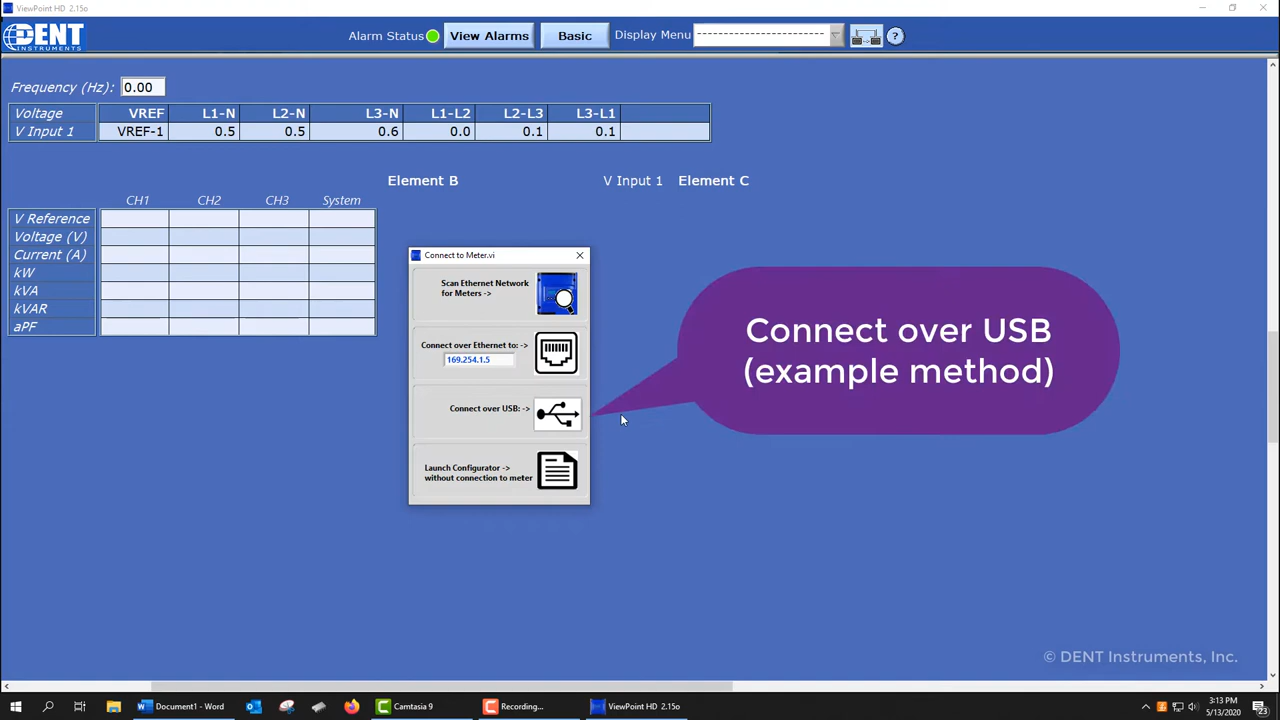 ViewPoint HD 2.15o
DENT
INSTRUMENTS
Alarm Status View Alarms Basic Display Menu ------------------- ?
Frequency (Hz): 0.00
Voltage VREF L1-N L2-N L3-N L1-L2 L2-L3 L3-L1
V Input 1 VREF-1 0.5 0.5 0.6 0.0 0.1 0.1
Element B V Input 1 Element C
CH1 CH2 CH3 System
V Reference
Voltage (V)
Current (A)
kW
kVA
kVAR
aPF
Connect to Meter.vi
Scan Ethernet Network
for Meters ->
Connect over Ethernet to: ->
169.254.1.5
Connect over USB: ->
Launch Configurator ->
without connection to meter
Connect over USB
(example method)
© DENT Instruments, Inc.
Document1 - Word Camtasia 9 Recording... ViewPoint HD 2.15o
3:13 PM
5/13/2020
23